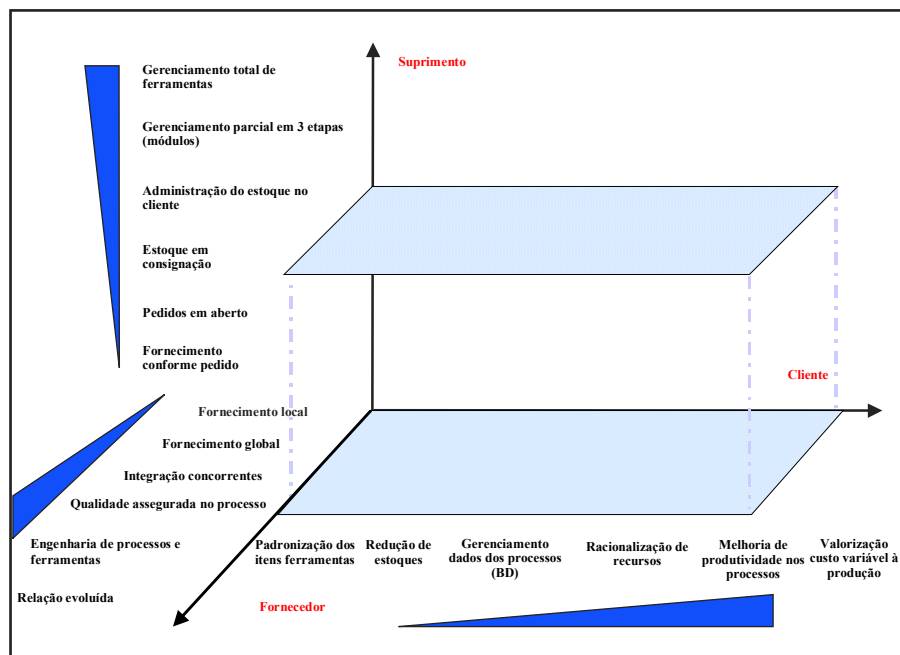 Gerenciamento total de
ferramentas
Suprimento
Gerenciamento parcial em 3 etapas
(módulos)
Administração do estoque no
cliente
Estoque em
consignação
Pedidos em aberto
Fornecimento
conforme pedido
Cliente
Fornecimento local
Fornecimento global
Integração concorrentes
Qualidade assegurada no processo
Engenharia de processos e
ferramentas
Relação evoluída
Padronização dos
itens ferramentas
Redução de
estoques
Gerenciamento
dados dos processos
(BD)
Racionalização de
recursos
Melhoria de
produtividade nos
processos
Valorização
custo variável à
produção
Fornecedor